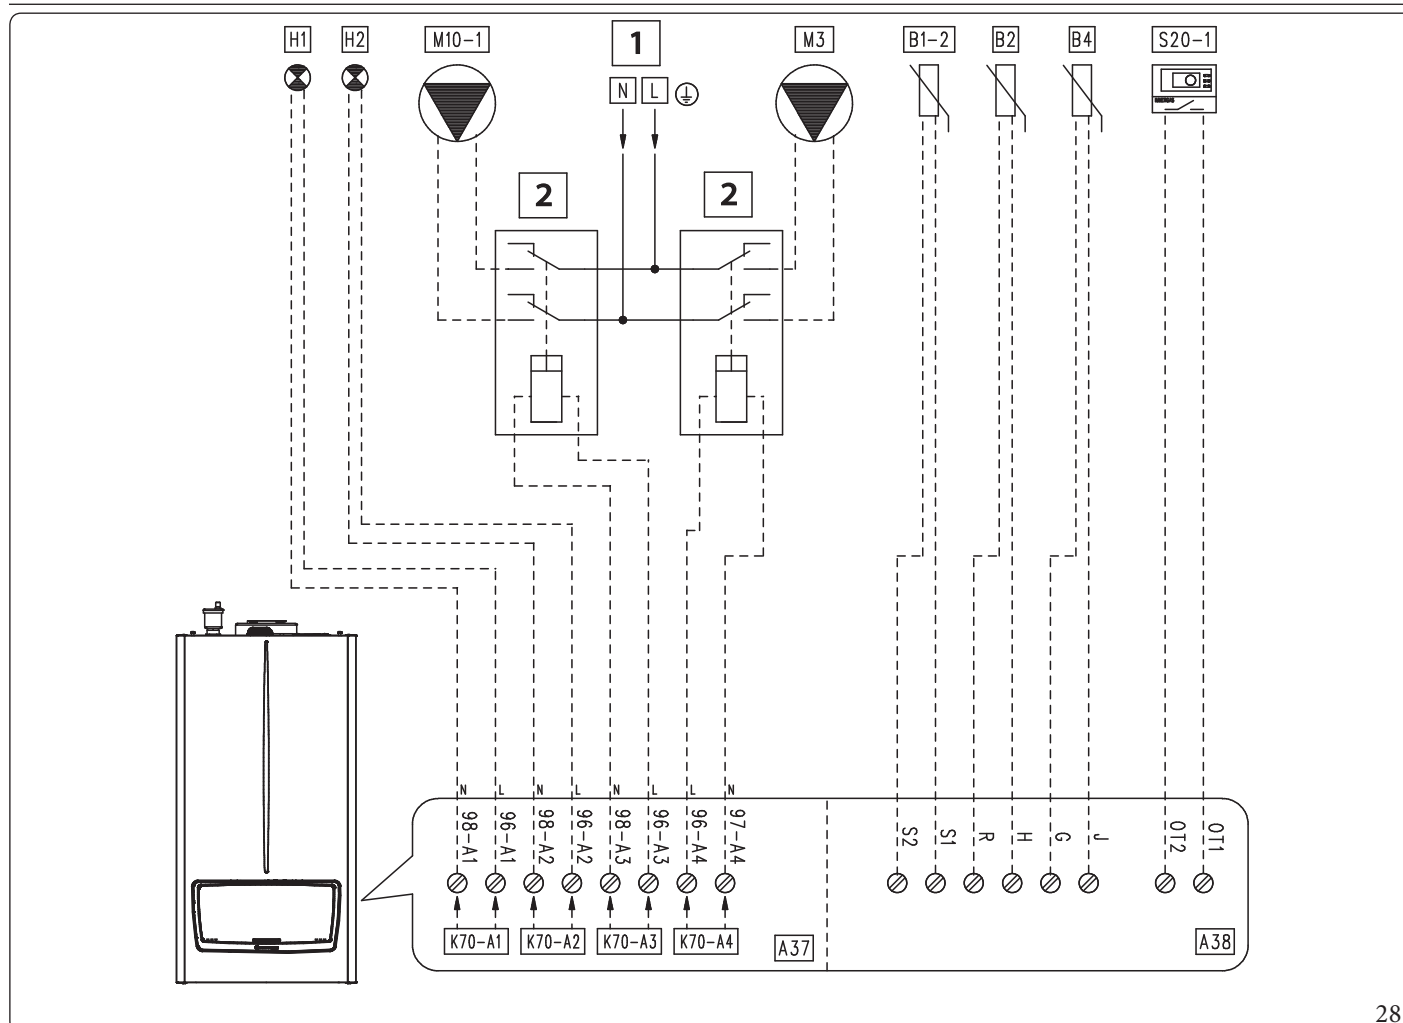 H1 H2 M10-1 1 M3 B1-2 B2 B4 S20-1
N L
2 2
N L N L N L L N
98-A1 96-A1 98-A2 96-A2 98-A3 96-A3 96-A4 97-A4 S2 S1 R H G J OT2 OT1
K70-A1 K70-A2 K70-A3 K70-A4 A37 A38
28